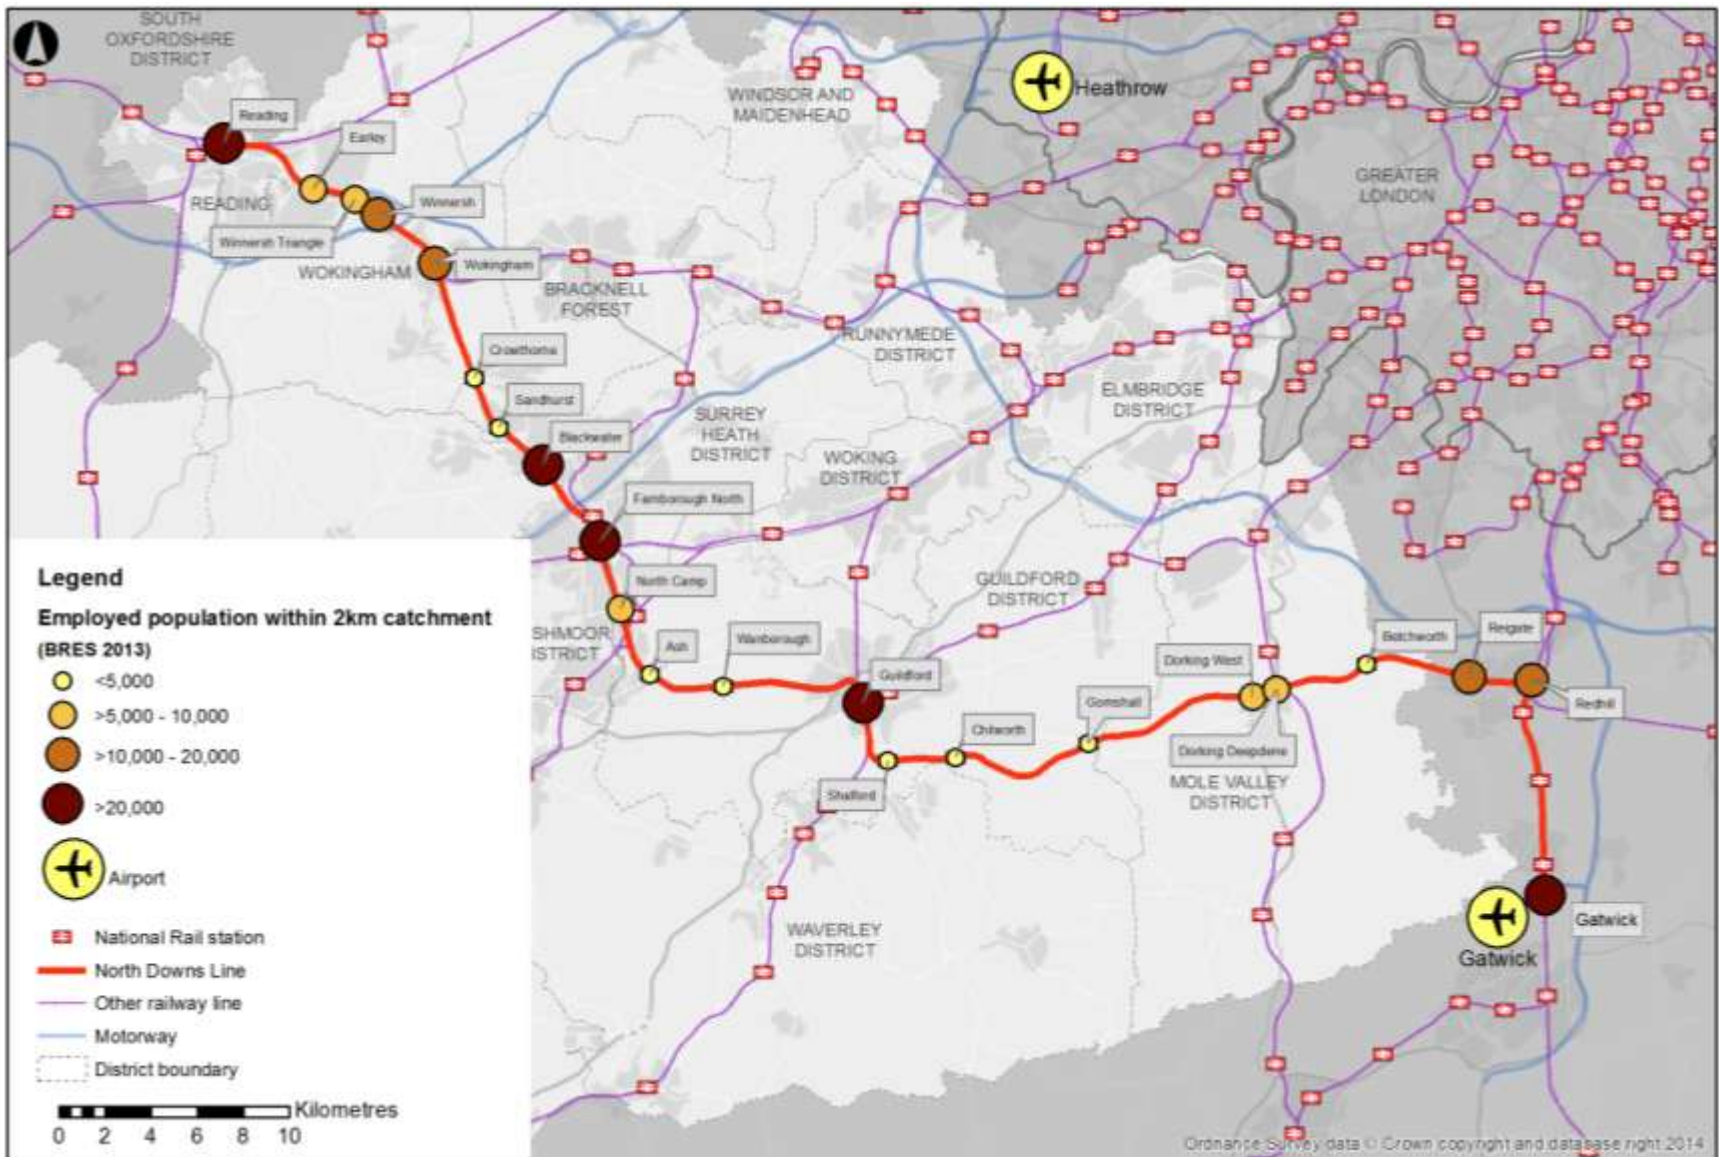 SOUTH
OXFORDSHIRE
DISTRICT
Reading
Earley
READING
Winnersh
Winnersh Triangle
WOKINGHAM
Wokingham
WINDSOR AND
MAIDENHEAD
Heathrow
GREATER
LONDON
BRACKNELL
FOREST
Crowthorne
Sandhurst
Blackwater
RUNNYMEDE
DISTRICT
SURREY
HEATH
DISTRICT
ELMBRIDGE
DISTRICT
WOKING
DISTRICT
Farnborough North
North Camp
SHMOOR
ISTRICT
Ash
Wanborough
Guildford
GUILDFORD
DISTRICT
Shalford
Chilworth
Gomshall
Dorking West
Dorking Deepdene
MOLE VALLEY
DISTRICT
Betchworth
Reigate
Redhill
WAVERLEY
DISTRICT
Gatwick
Gatwick
Legend
Employed population within 2km catchment
(BRES 2013)
<5,000
>5,000 - 10,000
>10,000 - 20,000
>20,000
Airport
National Rail station
North Downs Line
Other railway line
Motorway
District boundary
Kilometres
0 2 4 6 8 10
Ordnance Survey data © Crown copyright and database right 2014